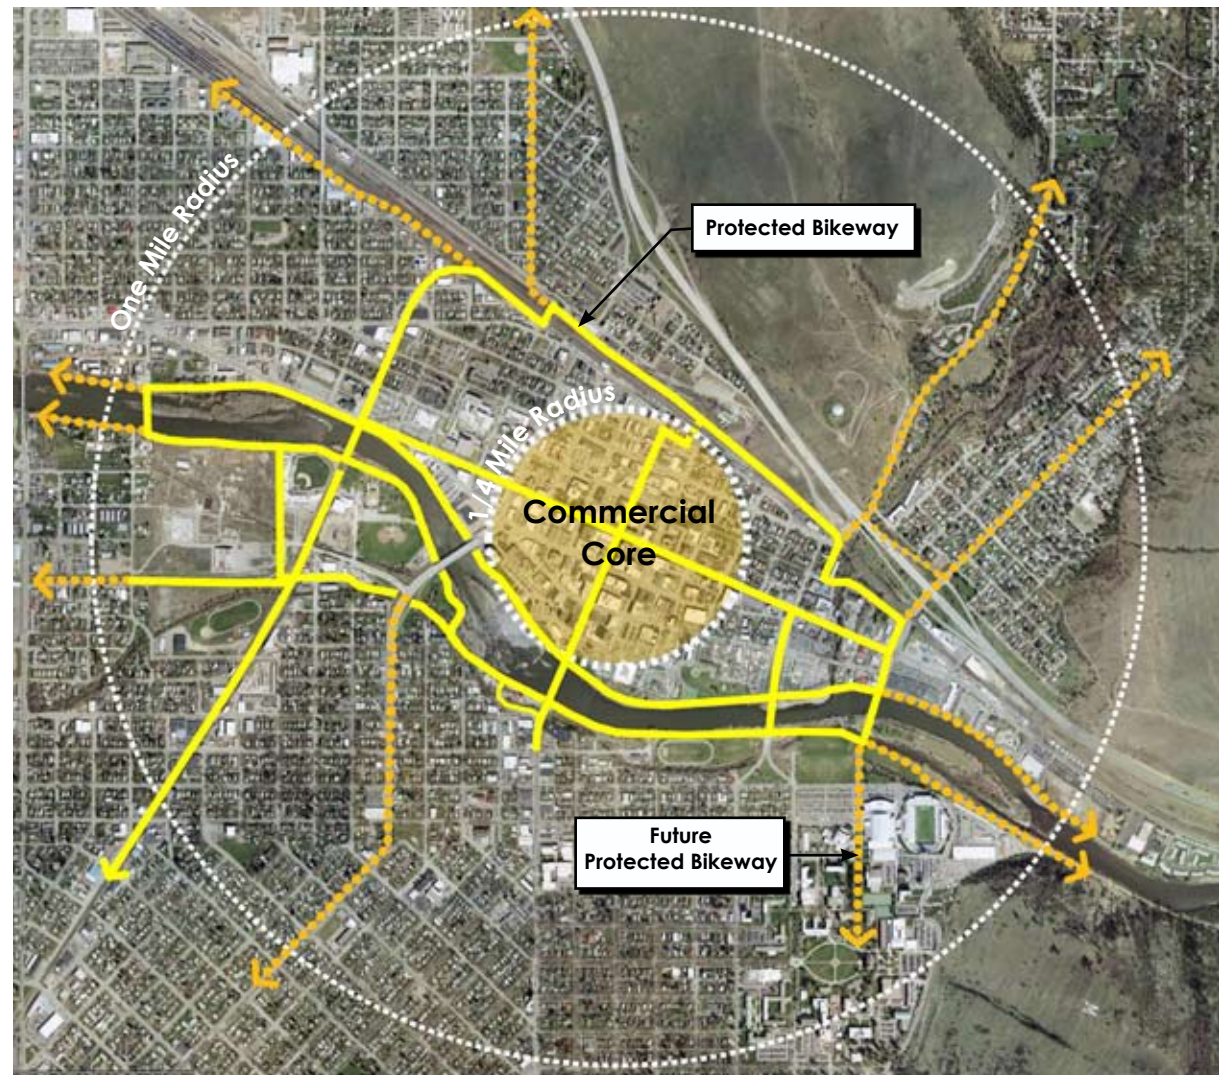 One Mile Radius
Protected Bikeway
1/4 Mile Radius
Commercial
Core
Future
Protected Bikeway
M